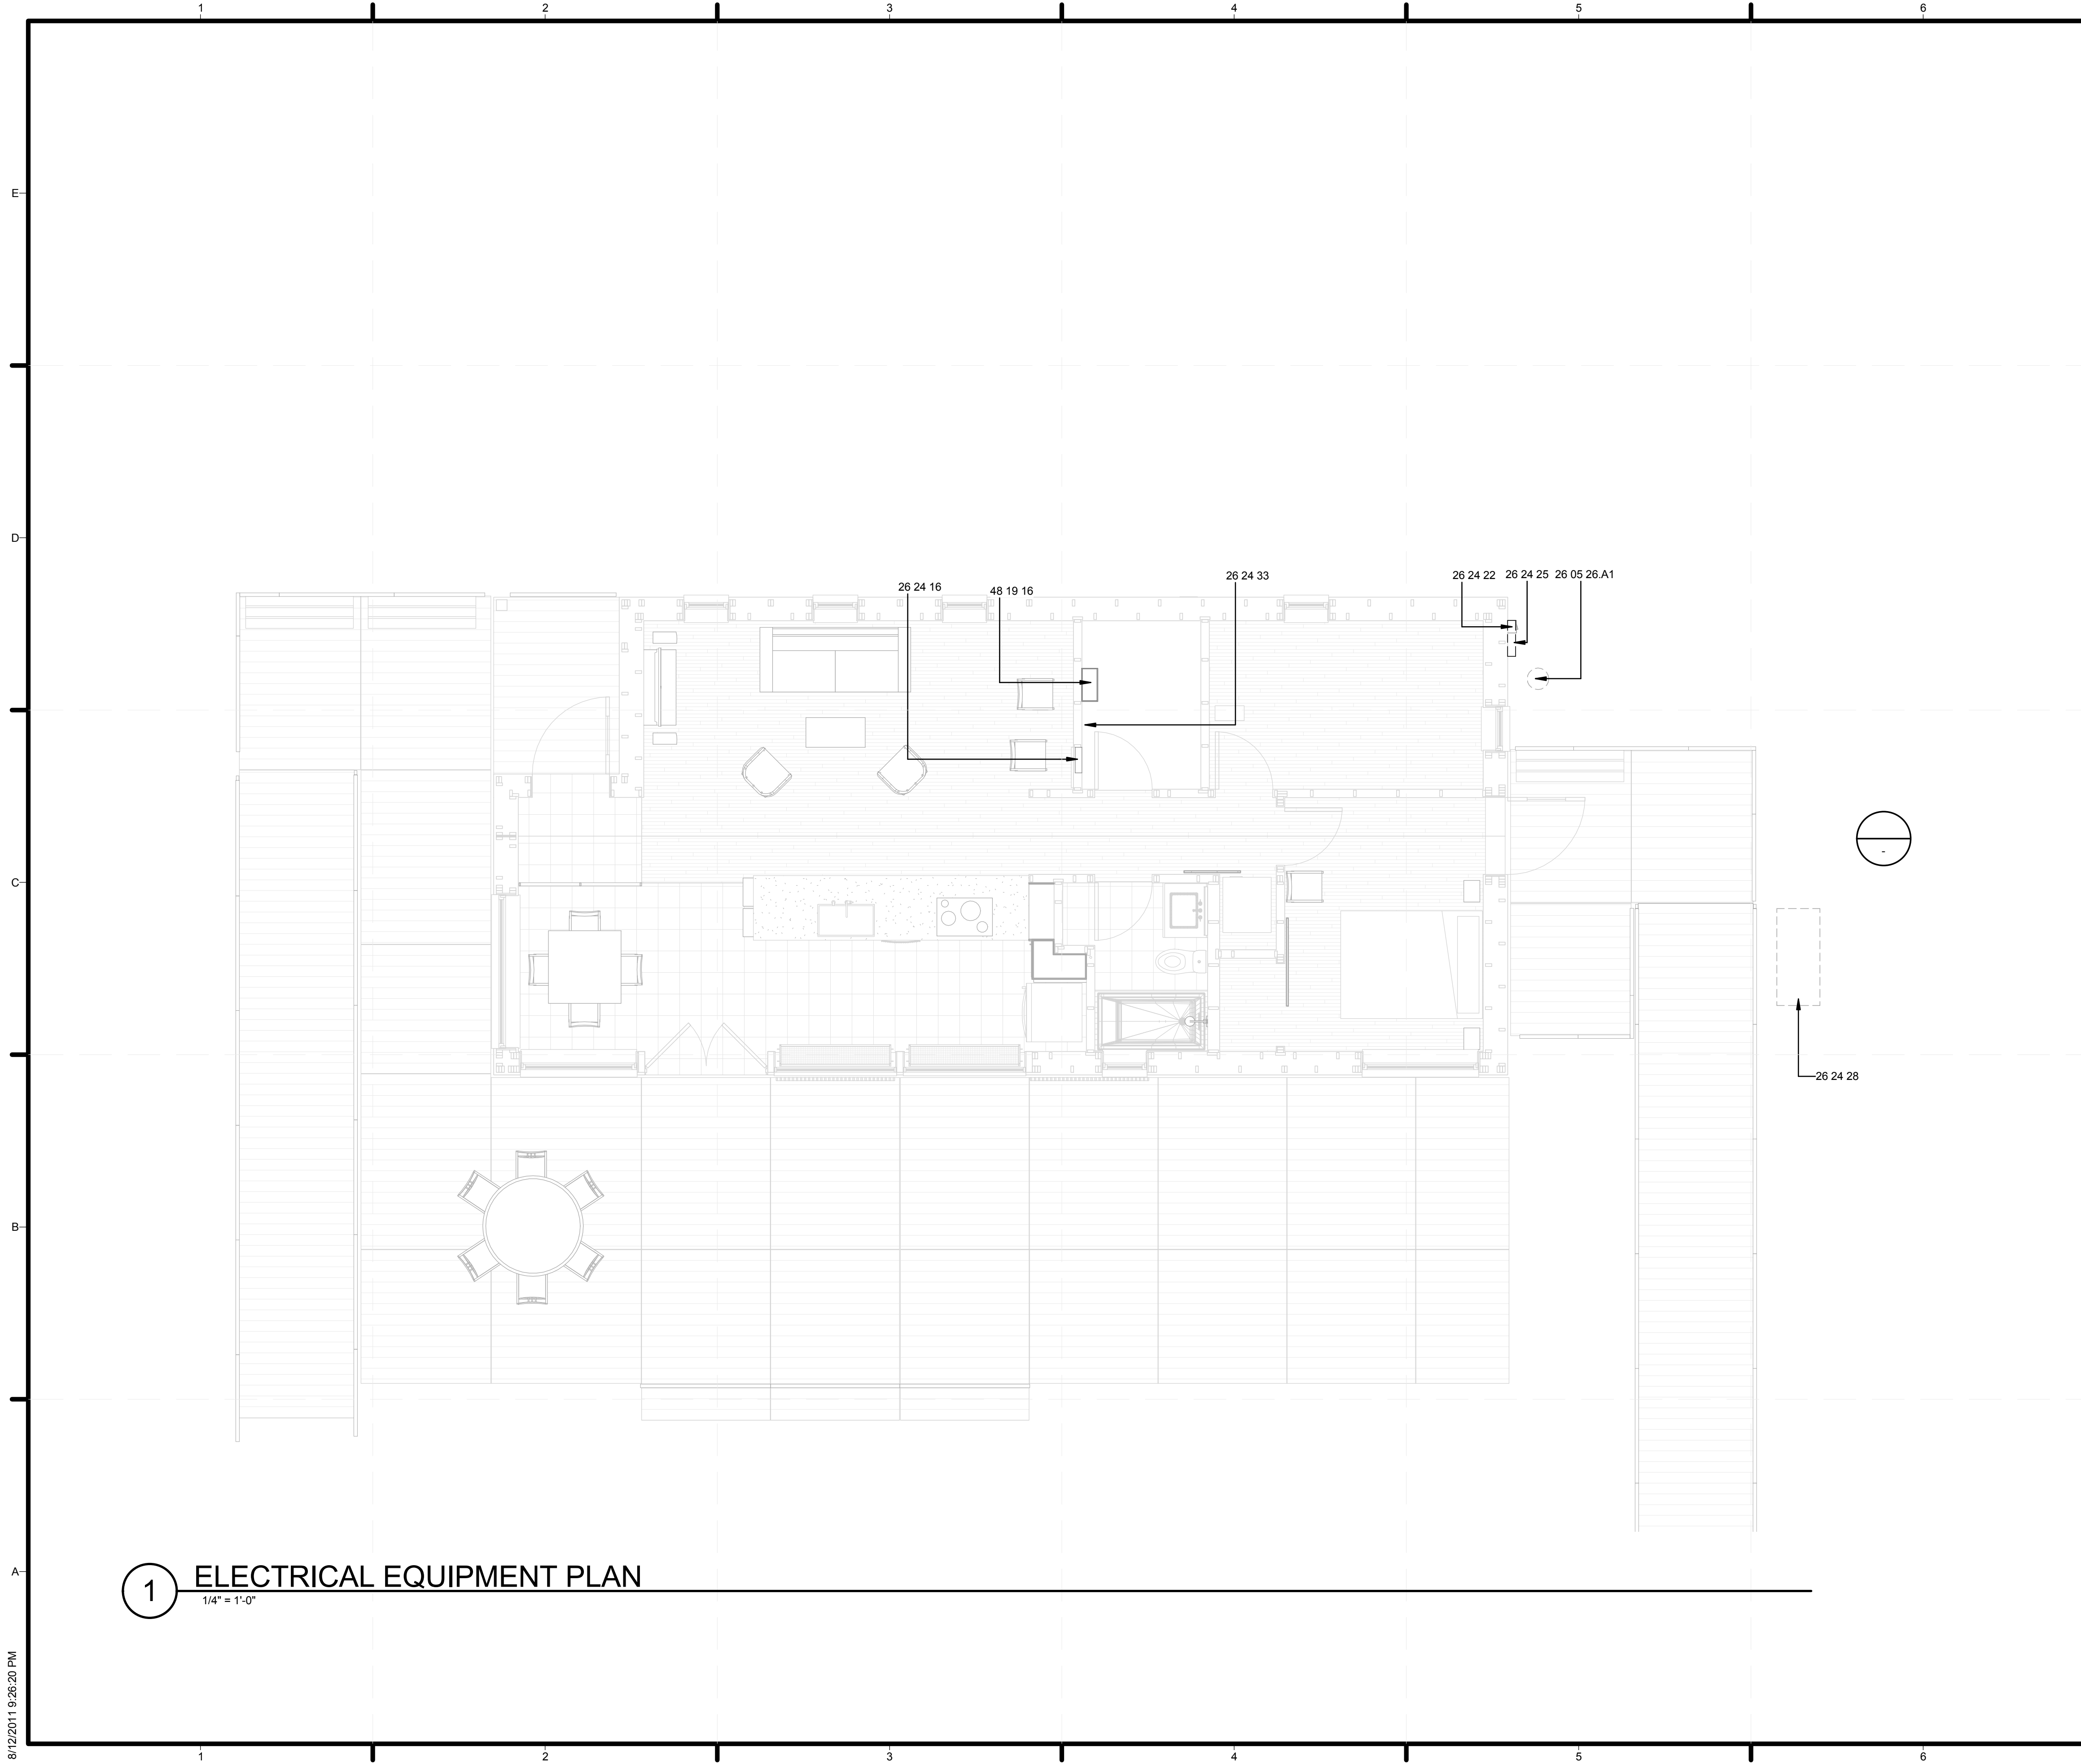 1 2 3 4 5 6
E
D
26 24 16 48 19 16 26 24 33 26 24 22 26 24 25 26 05 26.A1
C
-
26 24 28
B
A
1 ELECTRICAL EQUIPMENT PLAN
1/4" = 1'-0"
8/12/2011 9:26:20 PM
1 2 3 4 5 6